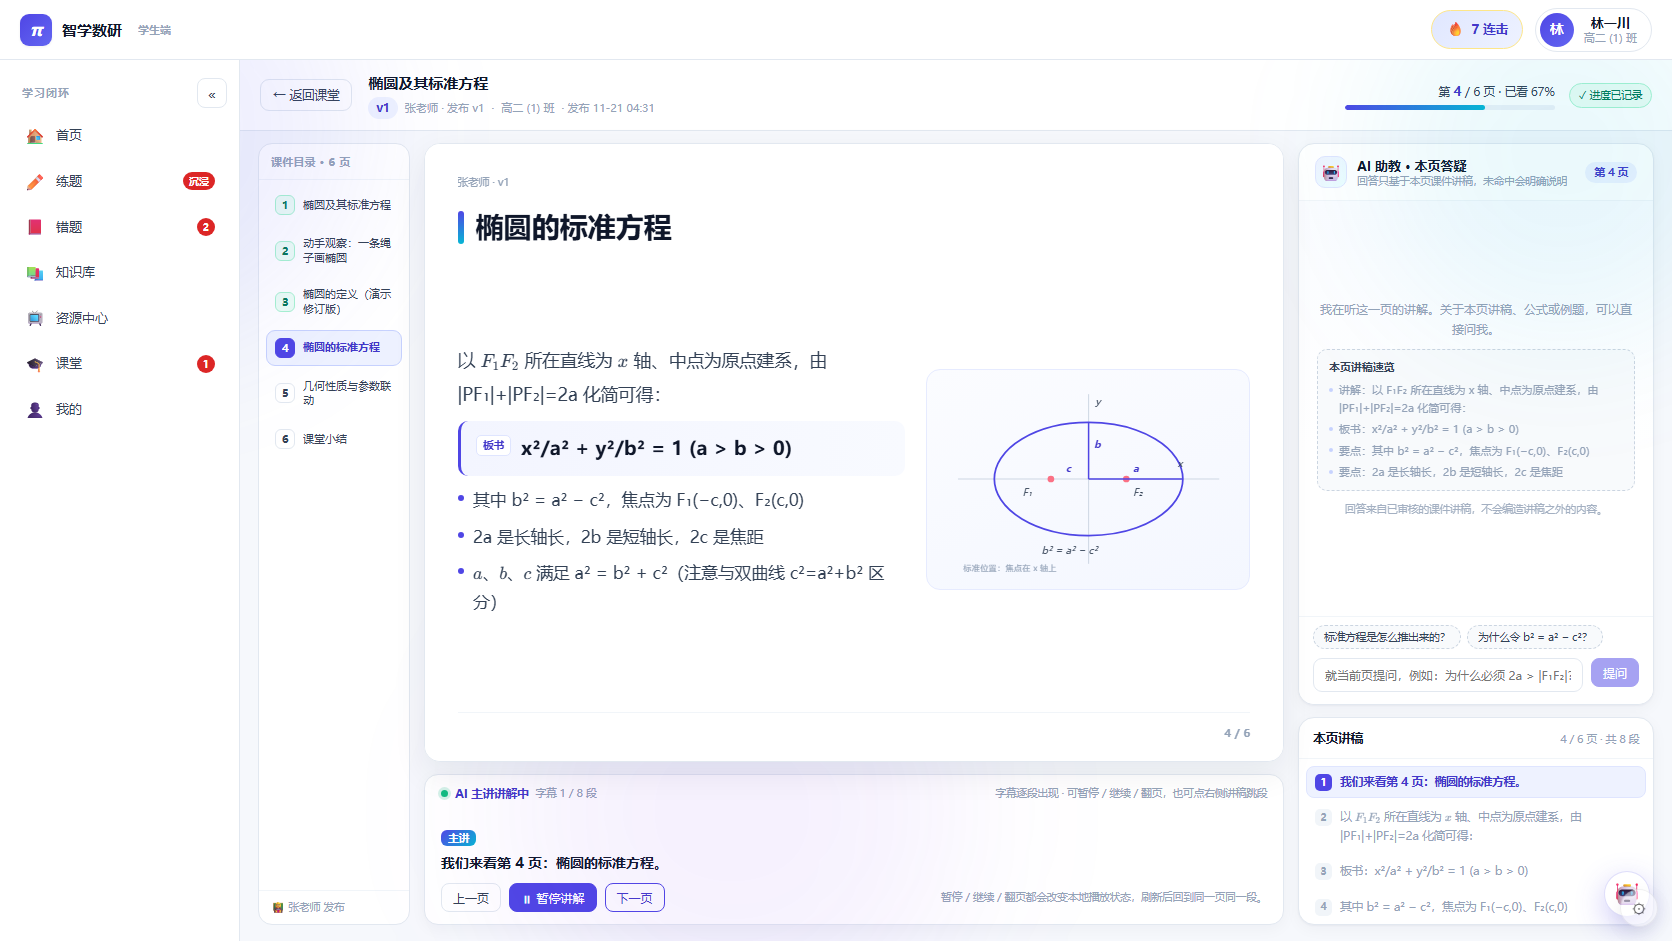 π 智学数研 学生端
🔥 7 连击
林 林一川
高二 (1) 班
学习闭环 «
首页
练题 沉浸
错题 2
知识库
资源中心
课堂 1
我的
← 返回课堂
椭圆及其标准方程
v1 张老师 · 发布 v1 · 高二 (1) 班 · 发布 11-21 04:31
第 4 / 6 页 · 已看 67%
✓ 进度已记录
课件目录 • 6 页
1 椭圆及其标准方程
2 动手观察：一条绳
子画椭圆
3 椭圆的定义（演示
修订版）
4 椭圆的标准方程
5 几何性质与参数联
动
6 课堂小结
张老师 发布
张老师 · v1
椭圆的标准方程
以 F₁F₂ 所在直线为 x 轴、中点为原点建系，由
|PF₁|+|PF₂|=2a 化简可得：
板书 x²/a² + y²/b² = 1 (a > b > 0)
其中 b² = a² − c²，焦点为 F₁(−c,0)、F₂(c,0)
2a 是长轴长，2b 是短轴长，2c 是焦距
a、b、c 满足 a² = b² + c²（注意与双曲线 c²=a²+b² 区
分）
y
b
c
a
x
F₁
F₂
b² = a² − c²
标准位置：焦点在 x 轴上
4 / 6
AI 主讲讲解中 字幕 1 / 8 段
字幕逐段出现 · 可暂停 / 继续 / 翻页，也可点右侧讲稿跳段
主讲
我们来看第 4 页：椭圆的标准方程。
上一页
⏸ 暂停讲解
下一页
暂停 / 继续 / 翻页都会改变本地播放状态，刷新后回到同一页同一段。
AI 助教 • 本页答疑
回答只基于本页课件讲稿，未命中会明确说明
第 4 页
我在听这一页的讲解。关于本页讲稿、公式或例题，可以直
接问我。
本页讲稿速览
讲解：以 F₁F₂ 所在直线为 x 轴、中点为原点建系，由
|PF₁|+|PF₂|=2a 化简可得：
板书：x²/a² + y²/b² = 1 (a > b > 0)
要点：其中 b² = a² − c²，焦点为 F₁(−c,0)、F₂(c,0)
要点：2a 是长轴长，2b 是短轴长，2c 是焦距
回答来自已审核的课件讲稿，不会编造讲稿之外的内容。
标准方程是怎么推出来的？
为什么令 b² = a² − c²？
就当前页提问，例如：为什么必须 2a > |F₁F₂|?
提问
本页讲稿
4 / 6 页 · 共 8 段
1 我们来看第 4 页：椭圆的标准方程。
2 以 F₁F₂ 所在直线为 x 轴、中点为原点建系，由
|PF₁|+|PF₂|=2a 化简可得：
3 板书：x²/a² + y²/b² = 1 (a > b > 0)
4 其中 b² = a² − c²，焦点为 F₁(−c,0)、F₂(c,0)